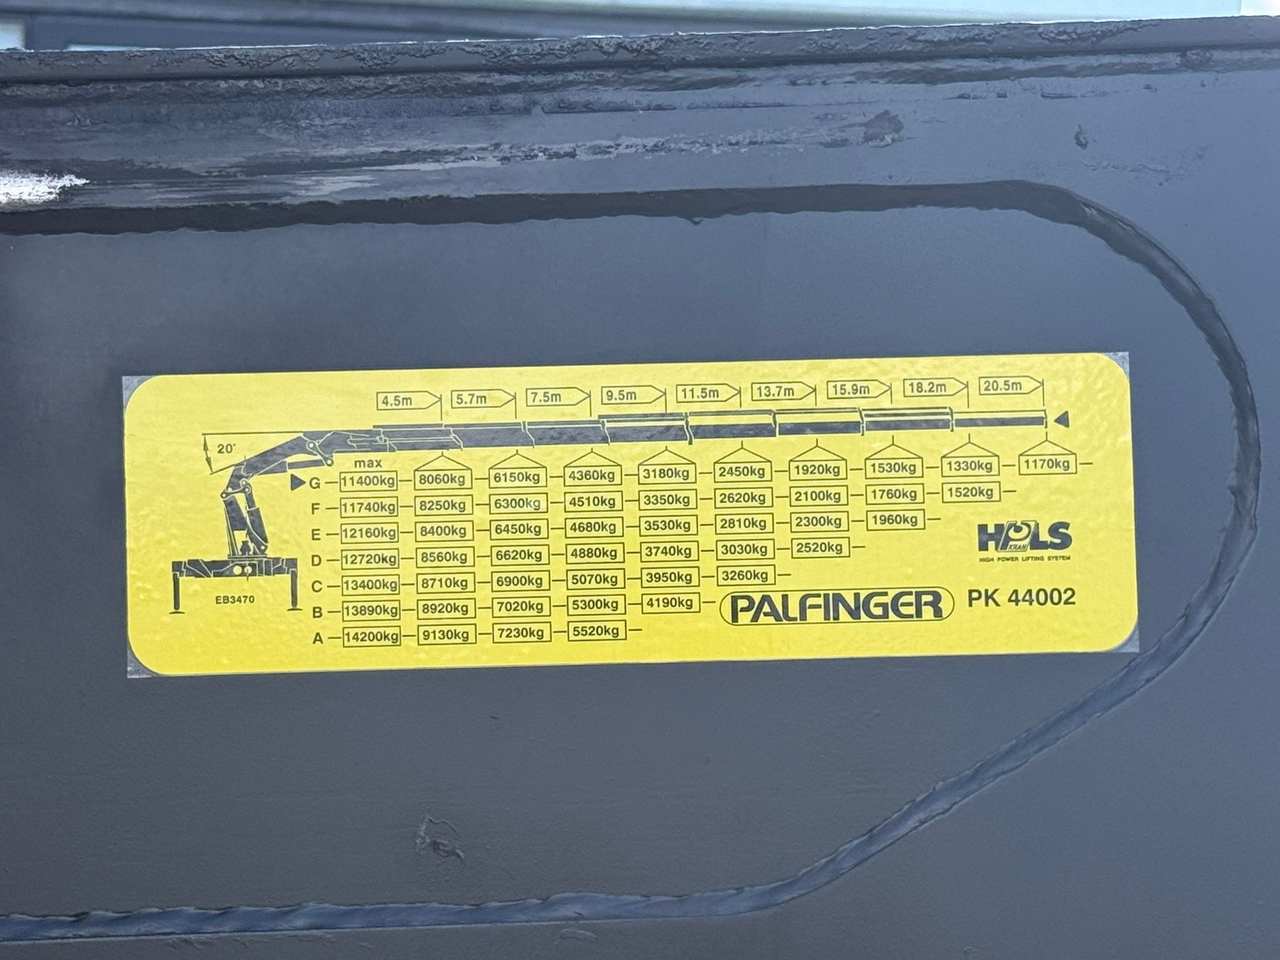 4.5m 5.7m 7.5m 9.5m 11.5m 13.7m 15.9m 18.2m 20.5m
20°
max
G 11400kg 8060kg 6150kg 4360kg 3180kg 2450kg 1920kg 1530kg 1330kg 1170kg
F 11740kg 8250kg 6300kg 4510kg 3350kg 2620kg 2100kg 1760kg 1520kg
E 12160kg 8400kg 6450kg 4680kg 3530kg 2810kg 2300kg 1960kg
D 12720kg 8560kg 6620kg 4880kg 3740kg 3030kg 2520kg
C 13400kg 8710kg 6900kg 5070kg 3950kg 3260kg
B 13890kg 8920kg 7020kg 5300kg 4190kg
A 14200kg 9130kg 7230kg 5520kg
EB3470
HPLS
KRAN
HIGH POWER LIFTING SYSTEM
PALFINGER PK 44002